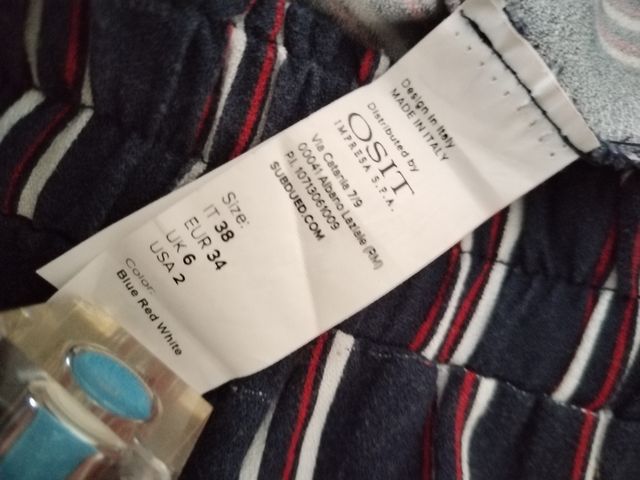 Design in Italy
MADE IN ITALY
Distributed by
OSIT
IMPRESA S.P.A.
Via Catania 7/9
00041 Albano Laziale (RM)
P.I. 10713061009
SUBDUED.COM
Size:
IT 38
EUR 34
UK 6
USA 2
Color:
Blue Red White